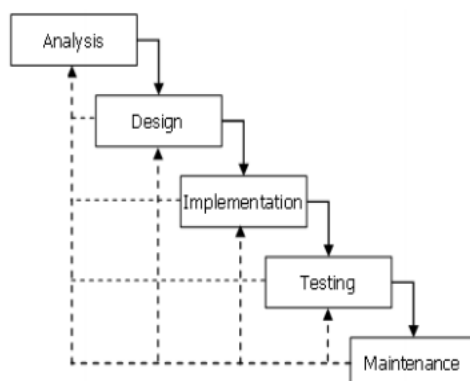 Analysis
Design
Implementation
Testing
Maintenance